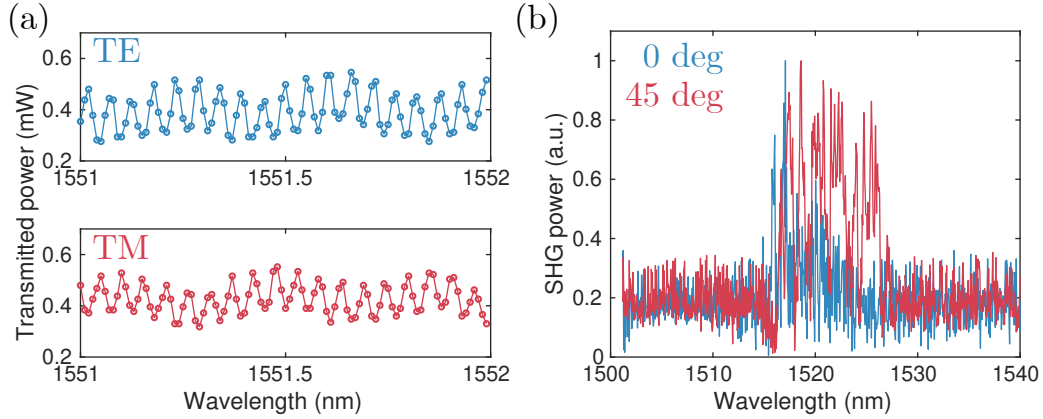 (a)
TE
0.6
0.4
0.2
1551
1551.5
1552
TM
0.6
0.4
0.2
1551
1551.5
1552
Transmitted power (mW)
Wavelength (nm)
(b)
0 deg
45 deg
1
0.8
0.6
0.4
0.2
0
SHG power (a.u.)
1500
1510
1520
1530
1540
Wavelength (nm)